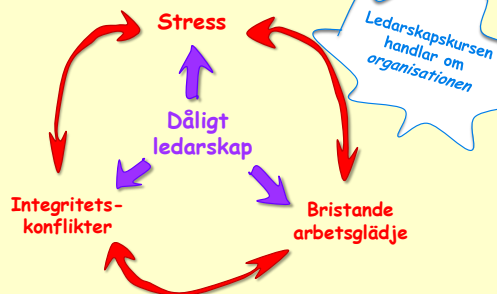 Stress
Ledarskapskursen
handlar om
organisationen
Dåligt
ledarskap
Integritets-
konflikter
Bristande
arbetsglädje